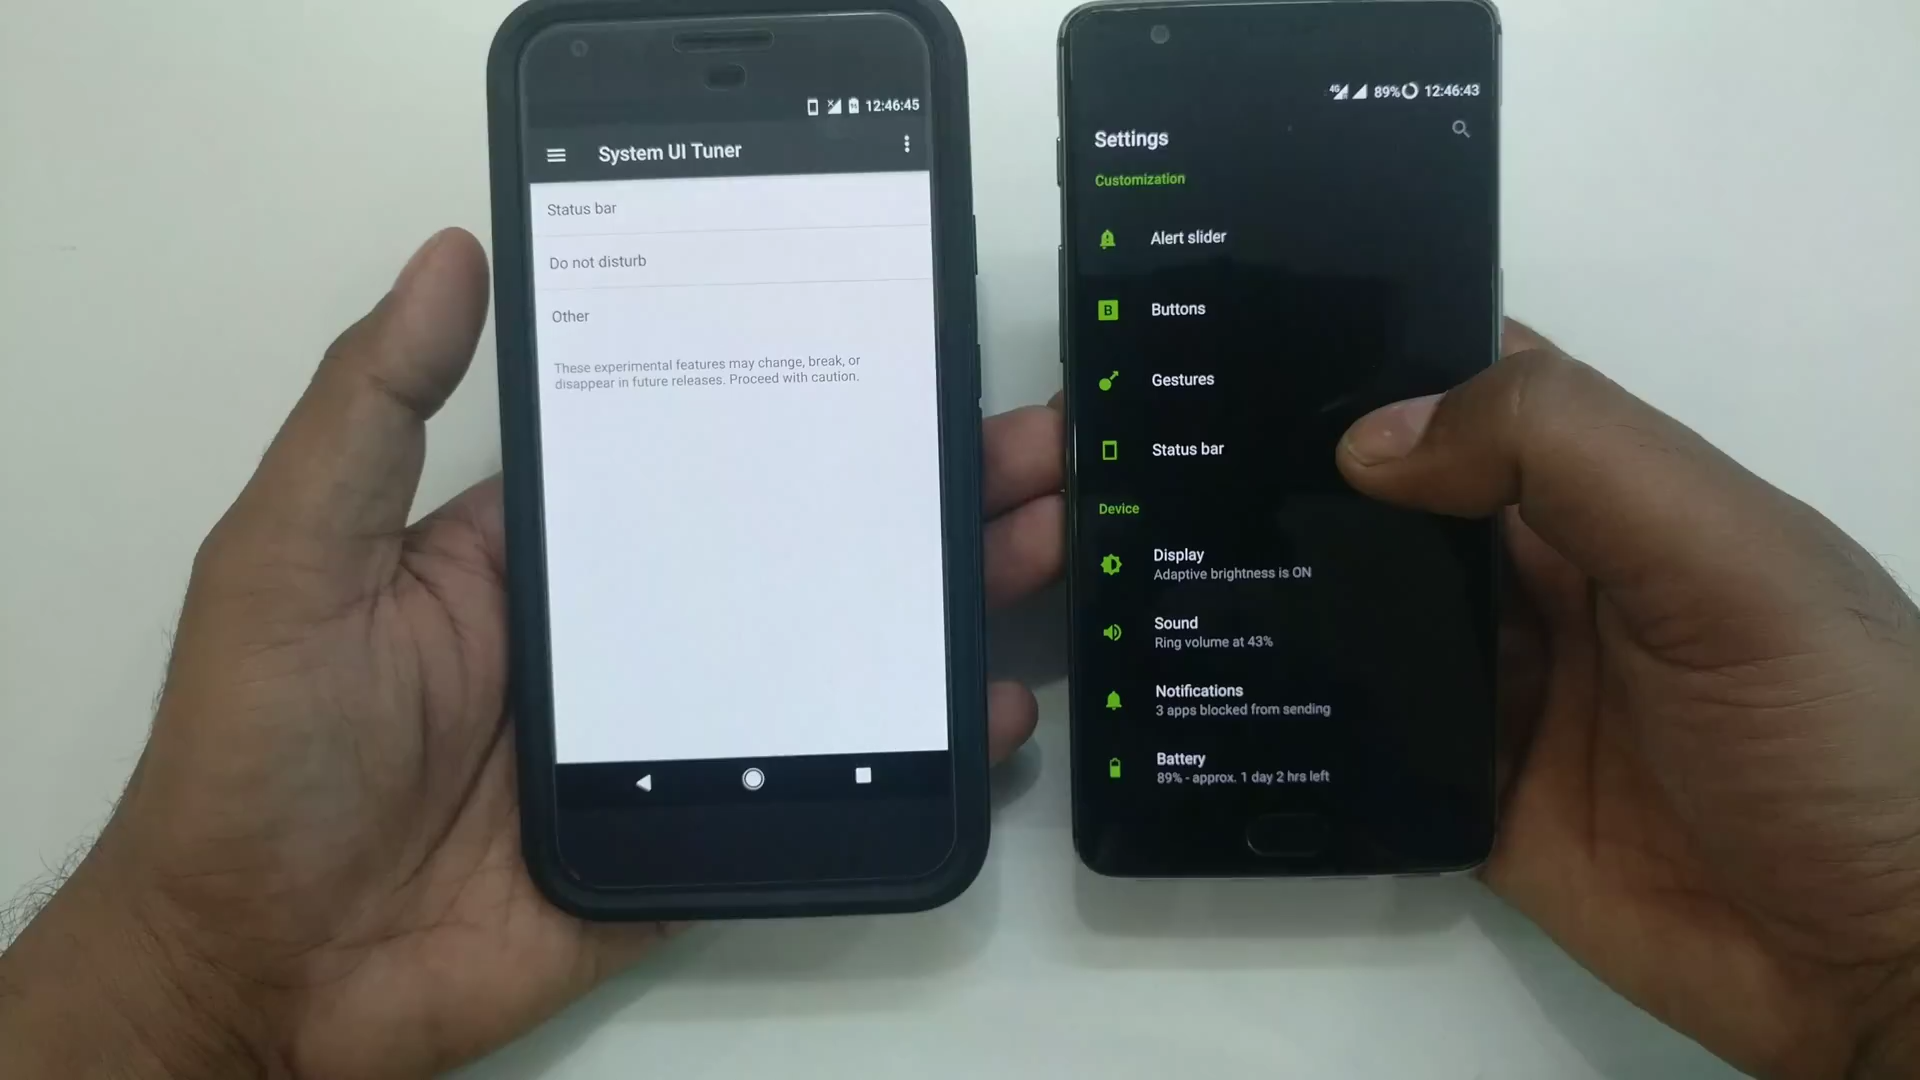 12:46:45
System UI Tuner
Status bar
Do not disturb
Other
These experimental features may change, break, or
disappear in future releases. Proceed with caution.
4G 89% 12:46:43
Settings
Customization
Alert slider
B
Buttons
Gestures
Status bar
Device
Display
Adaptive brightness is ON
Sound
Ring volume at 43%
Notifications
3 apps blocked from sending
Battery
89% - approx. 1 day 2 hrs left